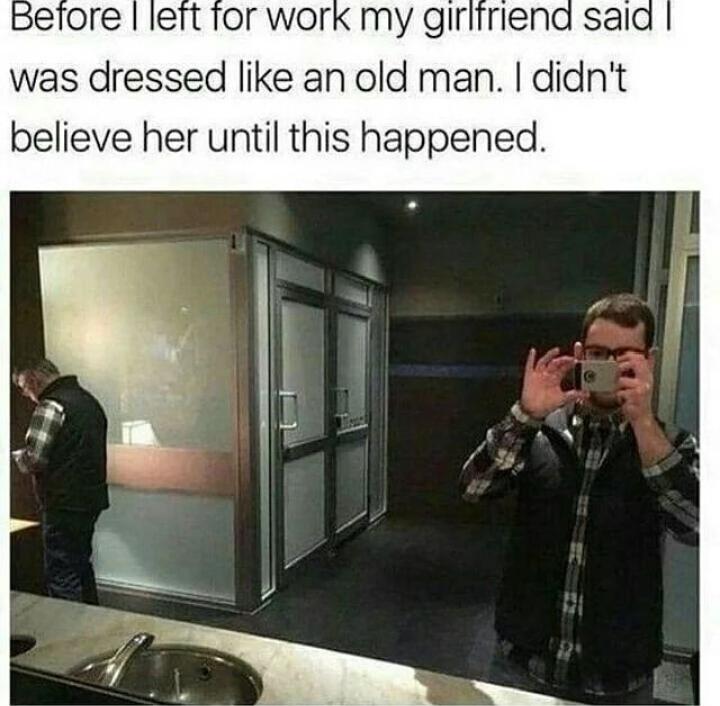 Before I left for work my girlfriend said I
was dressed like an old man. I didn't
believe her until this happened.